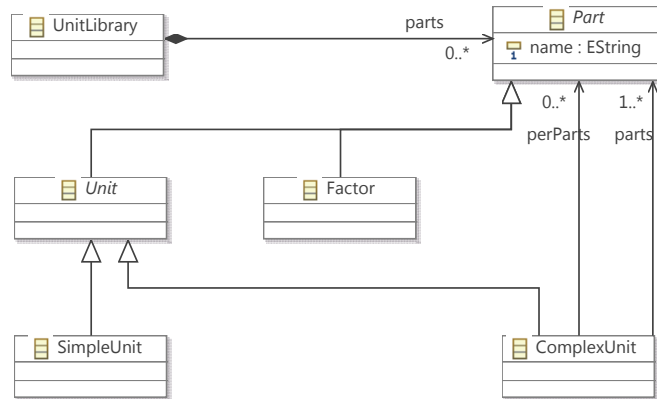 UnitLibrary
parts
0..*
Part
name : EString
0..*
1..*
perParts
parts
Unit
Factor
SimpleUnit
ComplexUnit